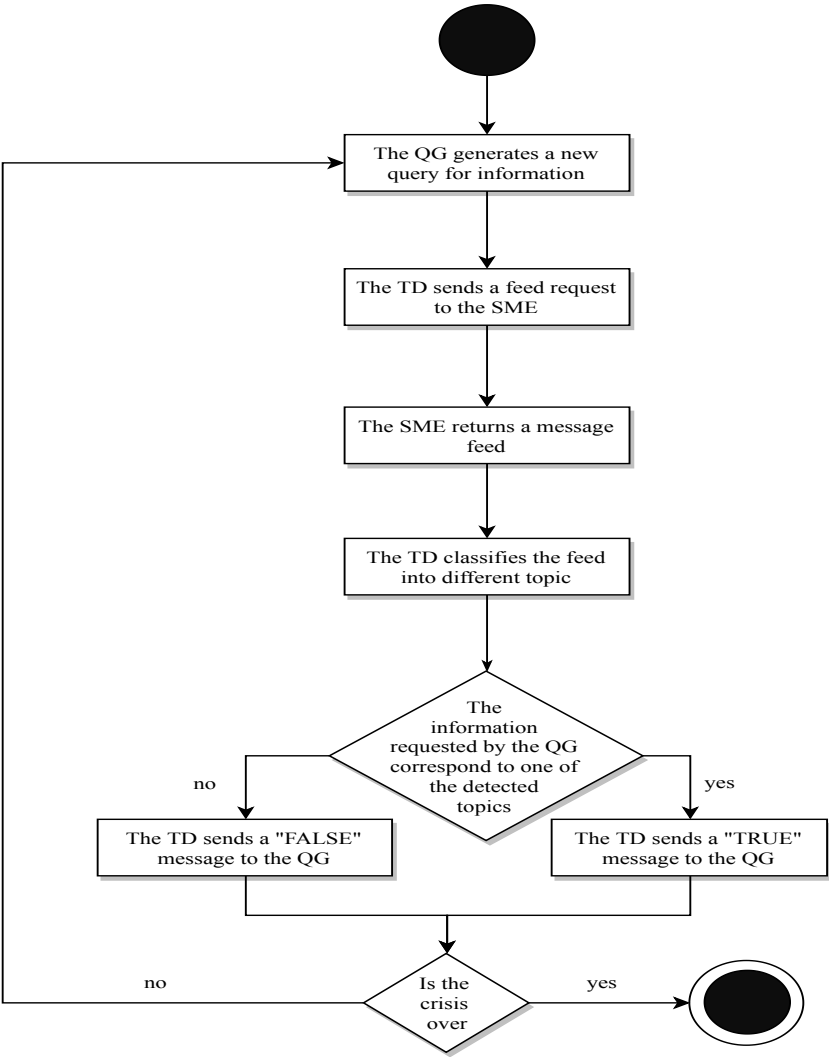 The QG generates a new
query for information
The TD sends a feed request
to the SME
The SME returns a message
feed
The TD classifies the feed
into different topic
The
information
requested by the QG
correspond to one of
the detected
topics
no
yes
The TD sends a "FALSE"
message to the QG
The TD sends a "TRUE"
message to the QG
Is the
crisis
over
no
yes